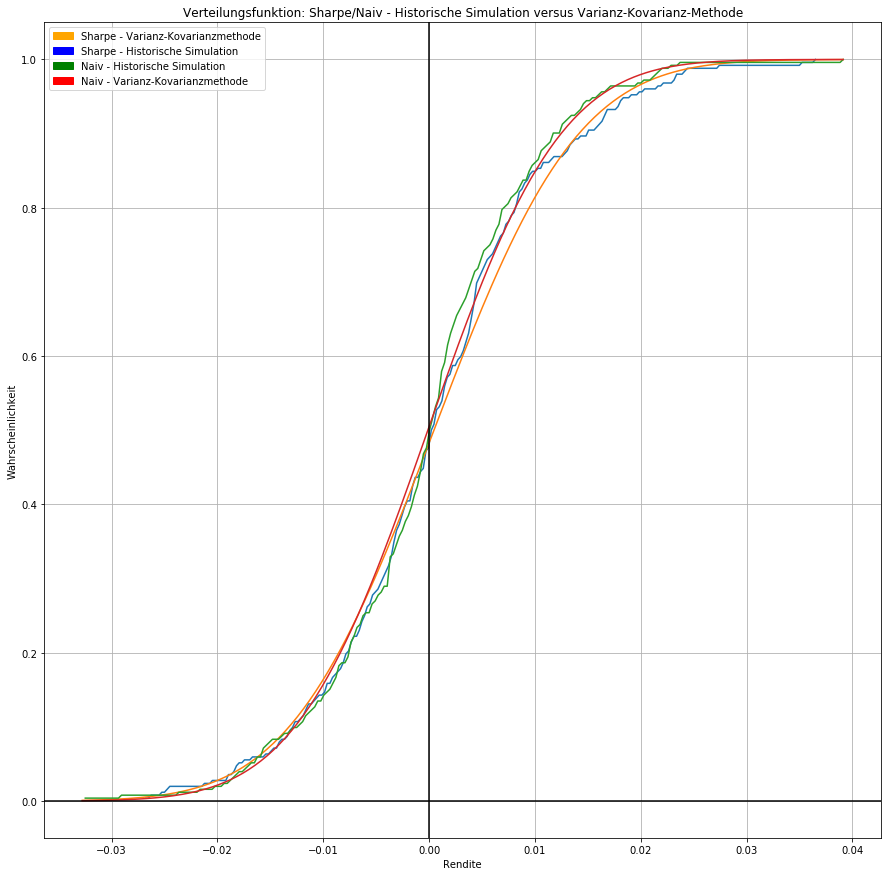 Verteilungsfunktion: Sharpe/Naiv - Historische Simulation versus Varianz-Kovarianz-Methode
Sharpe - Varianz-Kovarianzmethode
Sharpe - Historische Simulation
Naiv - Historische Simulation
Naiv - Varianz-Kovarianzmethode
1.0
0.8
0.6
0.4
0.2
0.0
Wahrscheinlichkeit
−0.03 −0.02 −0.01 0.00 0.01 0.02 0.03 0.04
Rendite